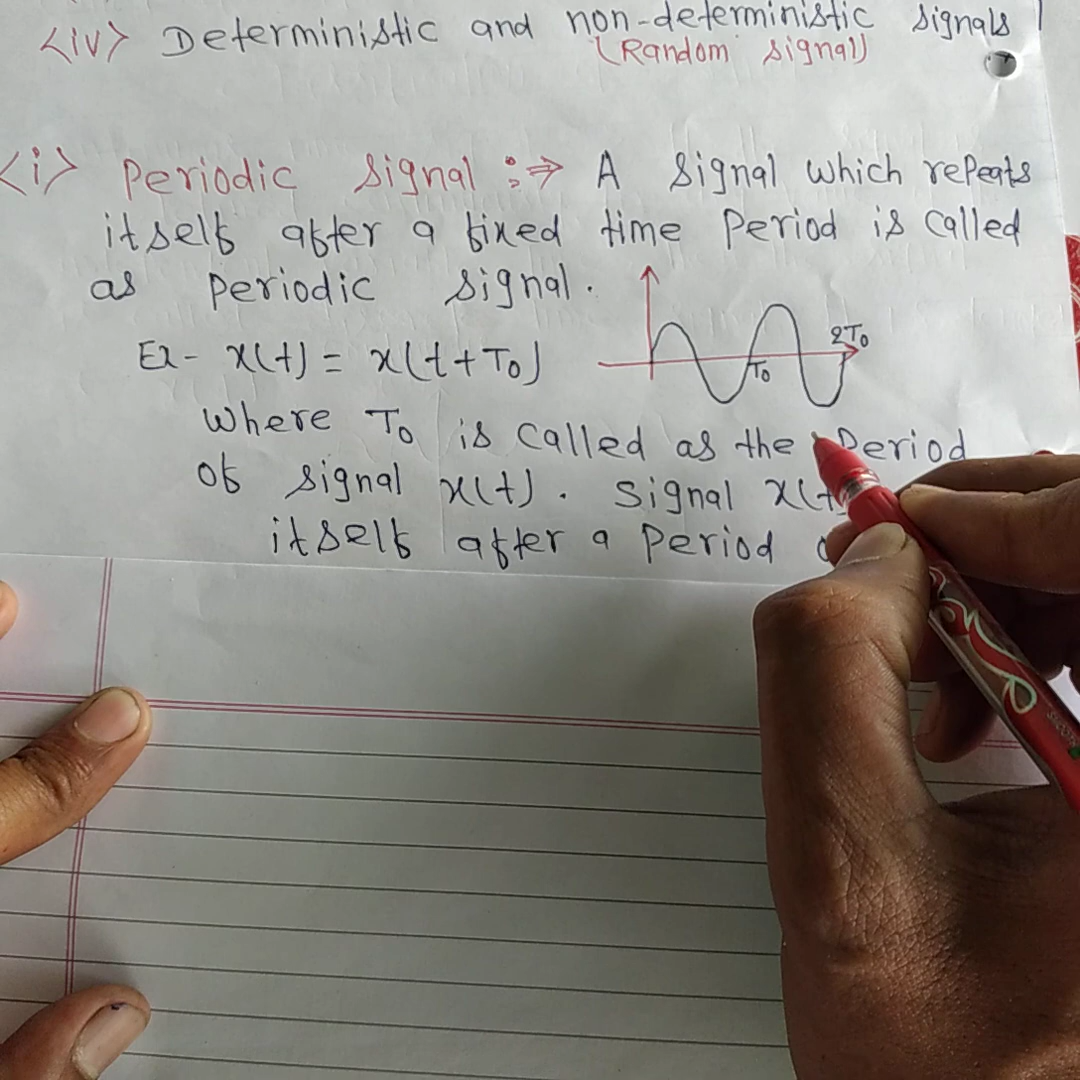 <iv> Deterministic and non-deterministic signals
(Random signal)
<i> Periodic signal :⇒ A signal which repeats
itself after a fixed time Period is called
as periodic signal.
Ex- x(t) = x(t+T₀)
T₀
2T₀
where T₀ is called as the Period
of signal x(t). signal x(t
itself after a period